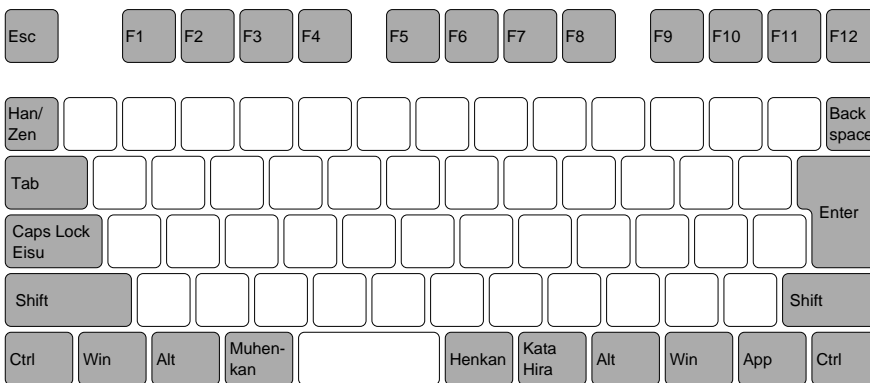 Esc F1 F2 F3 F4 F5 F6 F7 F8 F9 F10 F11 F12
Han/
Zen
Back
space
Tab
Enter
Caps Lock
Eisu
Shift
Shift
Ctrl
Win
Alt
Muhen-
kan
Henkan
Kata
Hira
Alt
Win
App
Ctrl